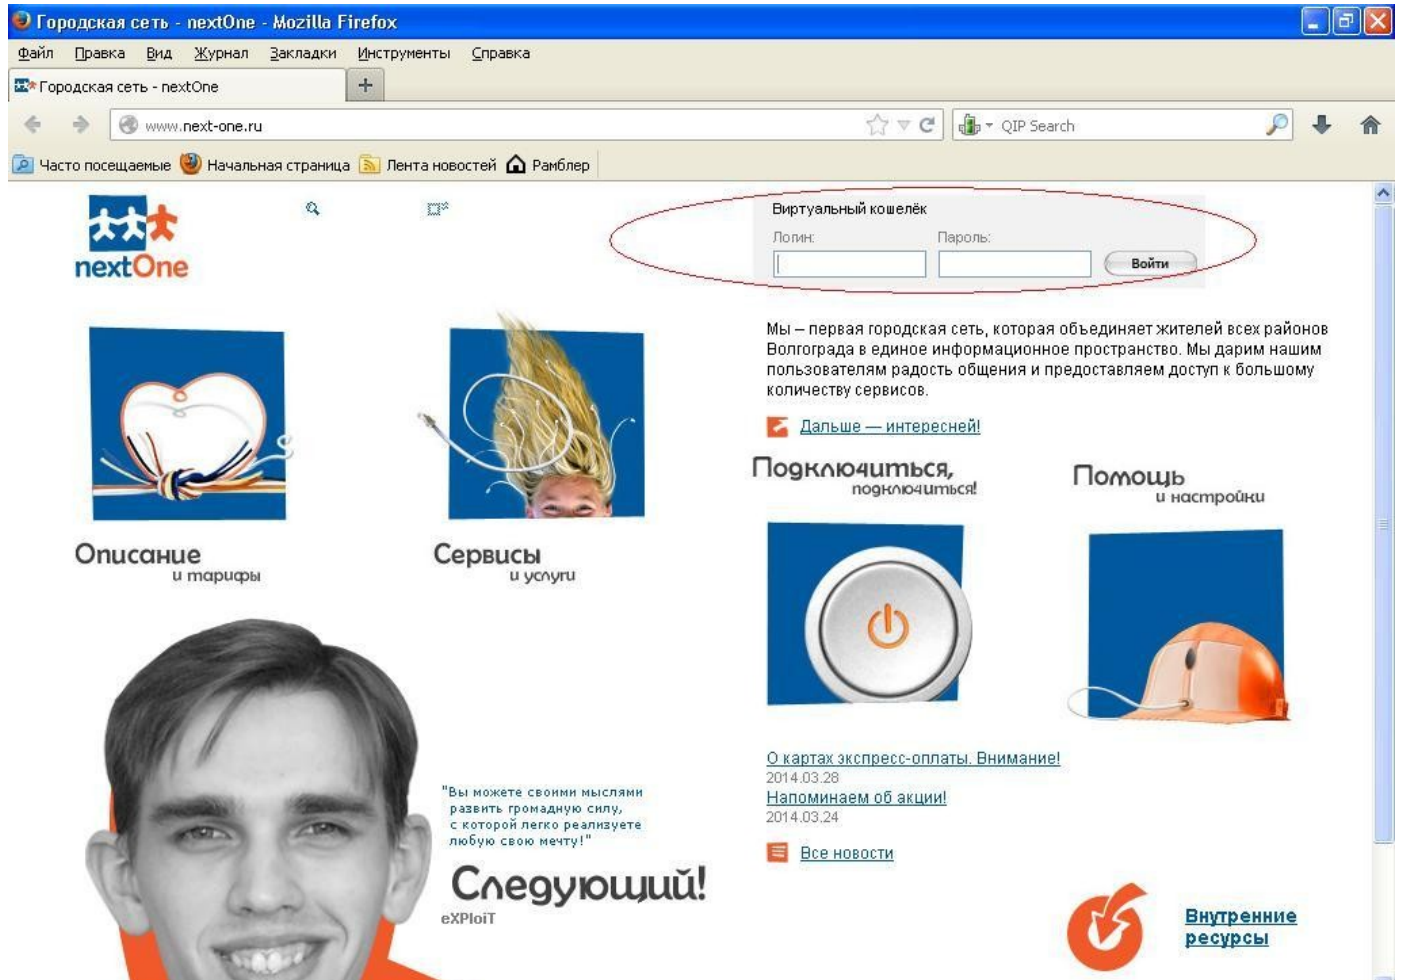 Городская сеть - nextOne - Mozilla Firefox
Файл Правка Вид Журнал Закладки Инструменты Справка
Городская сеть - nextOne
www.next-one.ru
QIP Search
Часто посещаемые Начальная страница Лента новостей Рамблер
nextOne
Виртуальный кошелёк
Логин: Пароль:
Войти
Мы – первая городская сеть, которая объединяет жителей всех районов
Волгограда в единое информационное пространство. Мы дарим нашим
пользователям радость общения и предоставляем доступ к большому
количеству сервисов.
Дальше — интересней!
Описание
и тарифы
Сервисы
и услуги
Подключиться,
подключиться!
Помощь
и настройки
О картах экспресс-оплаты. Внимание!
2014.03.28
Напоминаем об акции!
2014.03.24
Все новости
"Вы можете своими мыслями
развить громадную силу,
с которой легко реализуете
любую свою мечту!"
Следующий!
eXPloiT
Внутренние
ресурсы